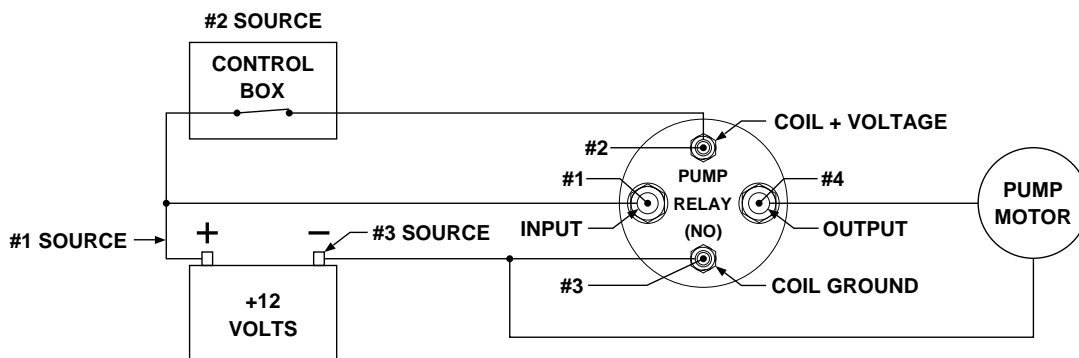 #2 SOURCE
CONTROL
BOX
COIL + VOLTAGE
#2
#1
PUMP
#4
RELAY
INPUT
(NO)
OUTPUT
PUMP
MOTOR
#1 SOURCE
+
−
#3 SOURCE
#3
COIL GROUND
+12
VOLTS